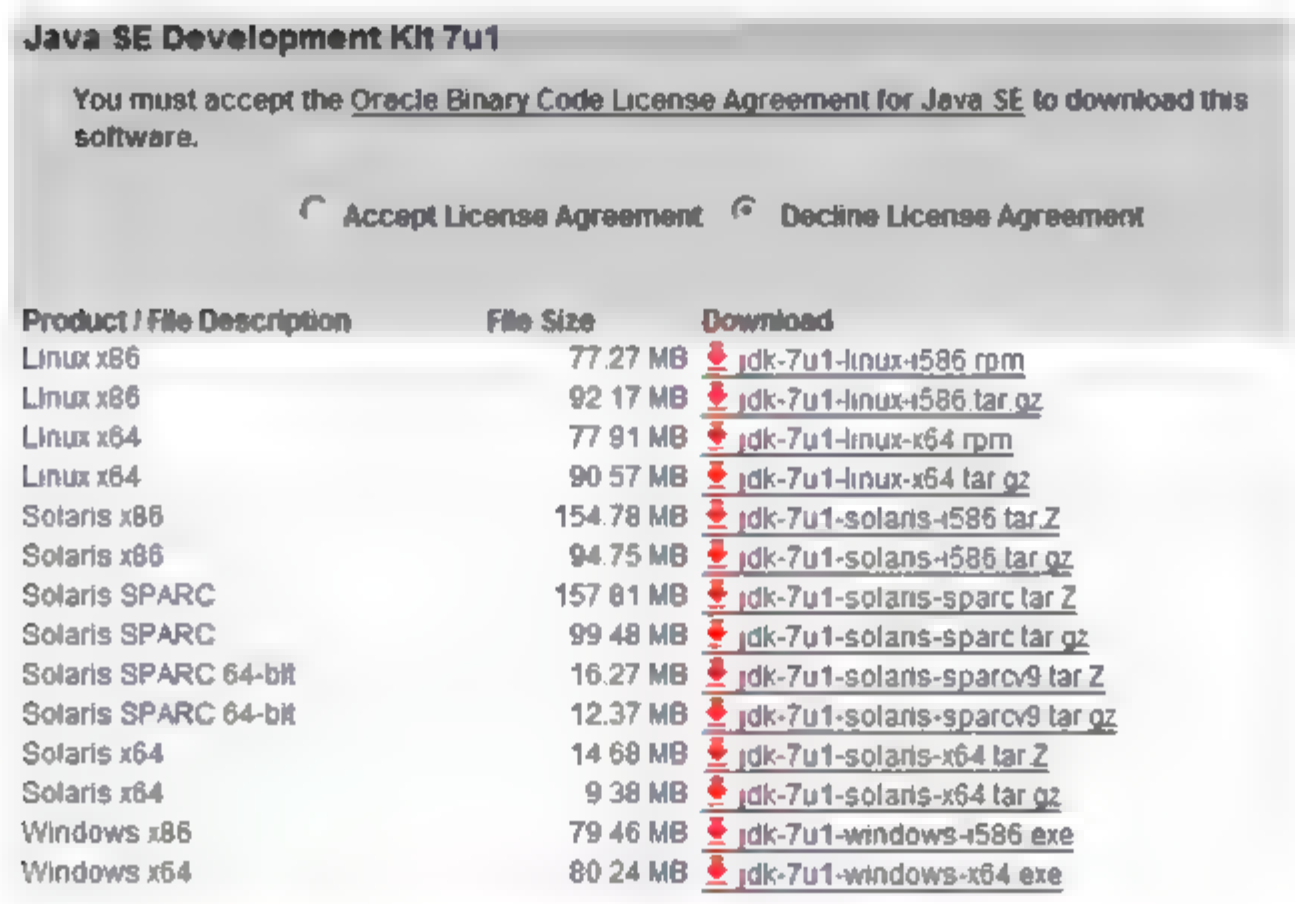 Java SE Development Kit 7u1
You must accept the Oracle Binary Code License Agreement for Java SE to download this
software.
Accept License Agreement Decline License Agreement
Product / File Description File Size Download
Linux x86 77.27 MB jdk-7u1-linux-i586.rpm
Linux x86 92.17 MB jdk-7u1-linux-i586.tar.gz
Linux x64 77.91 MB jdk-7u1-linux-x64.rpm
Linux x64 90.57 MB jdk-7u1-linux-x64.tar.gz
Solaris x86 154.78 MB jdk-7u1-solaris-i586.tar.Z
Solaris x86 94.75 MB jdk-7u1-solaris-i586.tar.gz
Solaris SPARC 157.81 MB jdk-7u1-solaris-sparc.tar.Z
Solaris SPARC 99.48 MB jdk-7u1-solaris-sparc.tar.gz
Solaris SPARC 64-bit 16.27 MB jdk-7u1-solaris-sparcv9.tar.Z
Solaris SPARC 64-bit 12.37 MB jdk-7u1-solaris-sparcv9.tar.gz
Solaris x64 14.68 MB jdk-7u1-solaris-x64.tar.Z
Solaris x64 9.38 MB jdk-7u1-solaris-x64.tar.gz
Windows x86 79.46 MB jdk-7u1-windows-i586.exe
Windows x64 80.24 MB jdk-7u1-windows-x64.exe